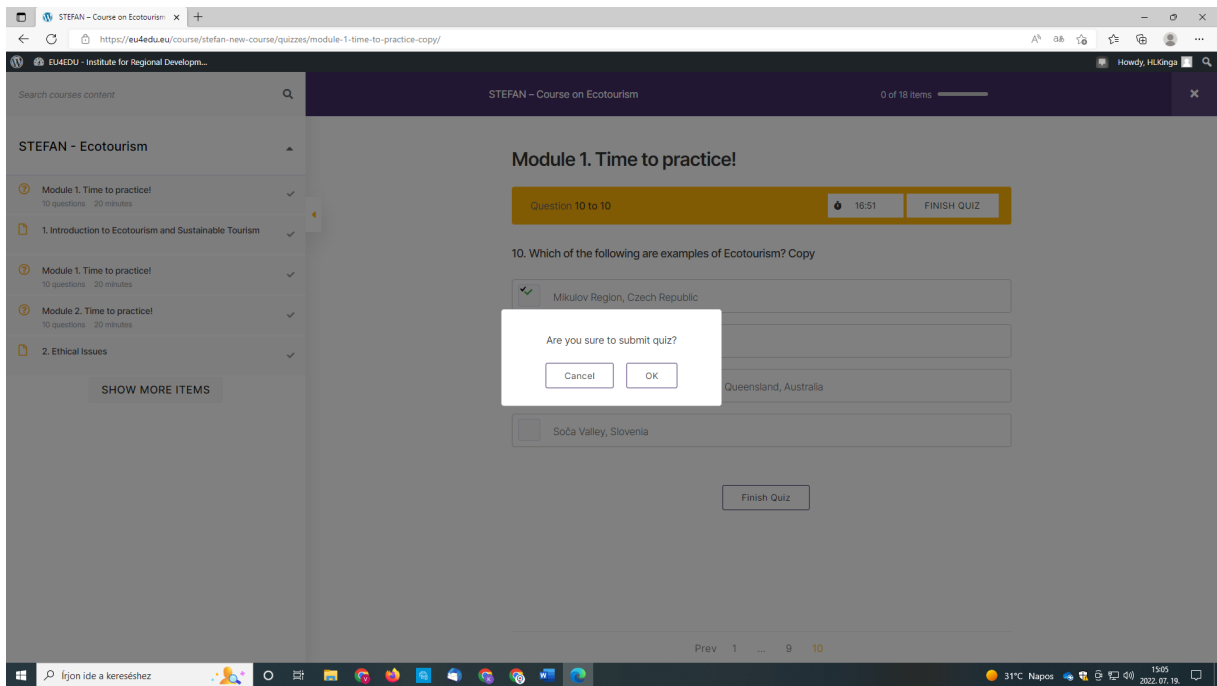 STEFAN – Course on Ecotourism
https://eu4edu.eu/course/stefan-new-course/quizzes/module-1-time-to-practice-copy/
EU4EDU - Institute for Regional Developm...
Howdy, HLKinga
Search courses content
STEFAN – Course on Ecotourism
0 of 18 items
STEFAN - Ecotourism
Module 1. Time to practice!
10 questions 20 minutes
1. Introduction to Ecotourism and Sustainable Tourism
Module 1. Time to practice!
10 questions 20 minutes
Module 2. Time to practice!
10 questions 20 minutes
2. Ethical Issues
SHOW MORE ITEMS
Module 1. Time to practice!
Question 10 to 10
16:51
FINISH QUIZ
10. Which of the following are examples of Ecotourism? Copy
Mikulov Region, Czech Republic
Are you sure to submit quiz?
Cancel
OK
Queensland, Australia
Soča Valley, Slovenia
Finish Quiz
Prev 1 ... 9 10
Írjon ide a kereséshez
31°C Napos
15:05
2022. 07. 19.